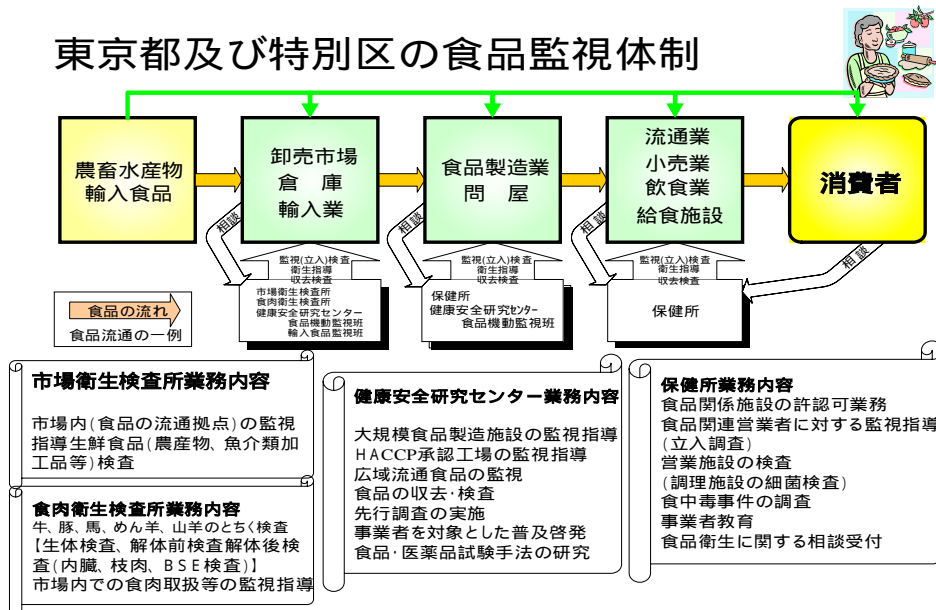 東京都及び特別区の食品監視体制
農畜水産物
輸入食品
卸売市場
倉　庫
輸入業
食品製造業
問　屋
流通業
小売業
飲食業
給食施設
消費者
相談
相談
相談
相談
監視(立入)検査
衛生指導
収去検査
監視(立入)検査
衛生指導
収去検査
監視(立入)検査
衛生指導
収去検査
市場衛生検査所
食肉衛生検査所
健康安全研究センター
食品機動監視班
輸入食品監視班
保健所
健康安全研究センター
食品機動監視班
保健所
食品の流れ
食品流通の一例
市場衛生検査所業務内容
市場内(食品の流通拠点)の監視
指導生鮮食品(農産物、魚介類加
工品等)検査
食肉衛生検査所業務内容
牛、豚、馬、めん羊、山羊のとちく検査
【生体検査、解体前検査解体後検
査(内臓、枝肉、BSE検査)】
市場内での食肉取扱等の監視指導
健康安全研究センター業務内容
大規模食品製造施設の監視指導
HACCP承認工場の監視指導
広域流通食品の監視
食品の収去・検査
先行調査の実施
事業者を対象とした普及啓発
食品・医薬品試験手法の研究
保健所業務内容
食品関係施設の許認可業務
食品関連営業者に対する監視指導
(立入調査)
営業施設の検査
(調理施設の細菌検査)
食中毒事件の調査
事業者教育
食品衛生に関する相談受付